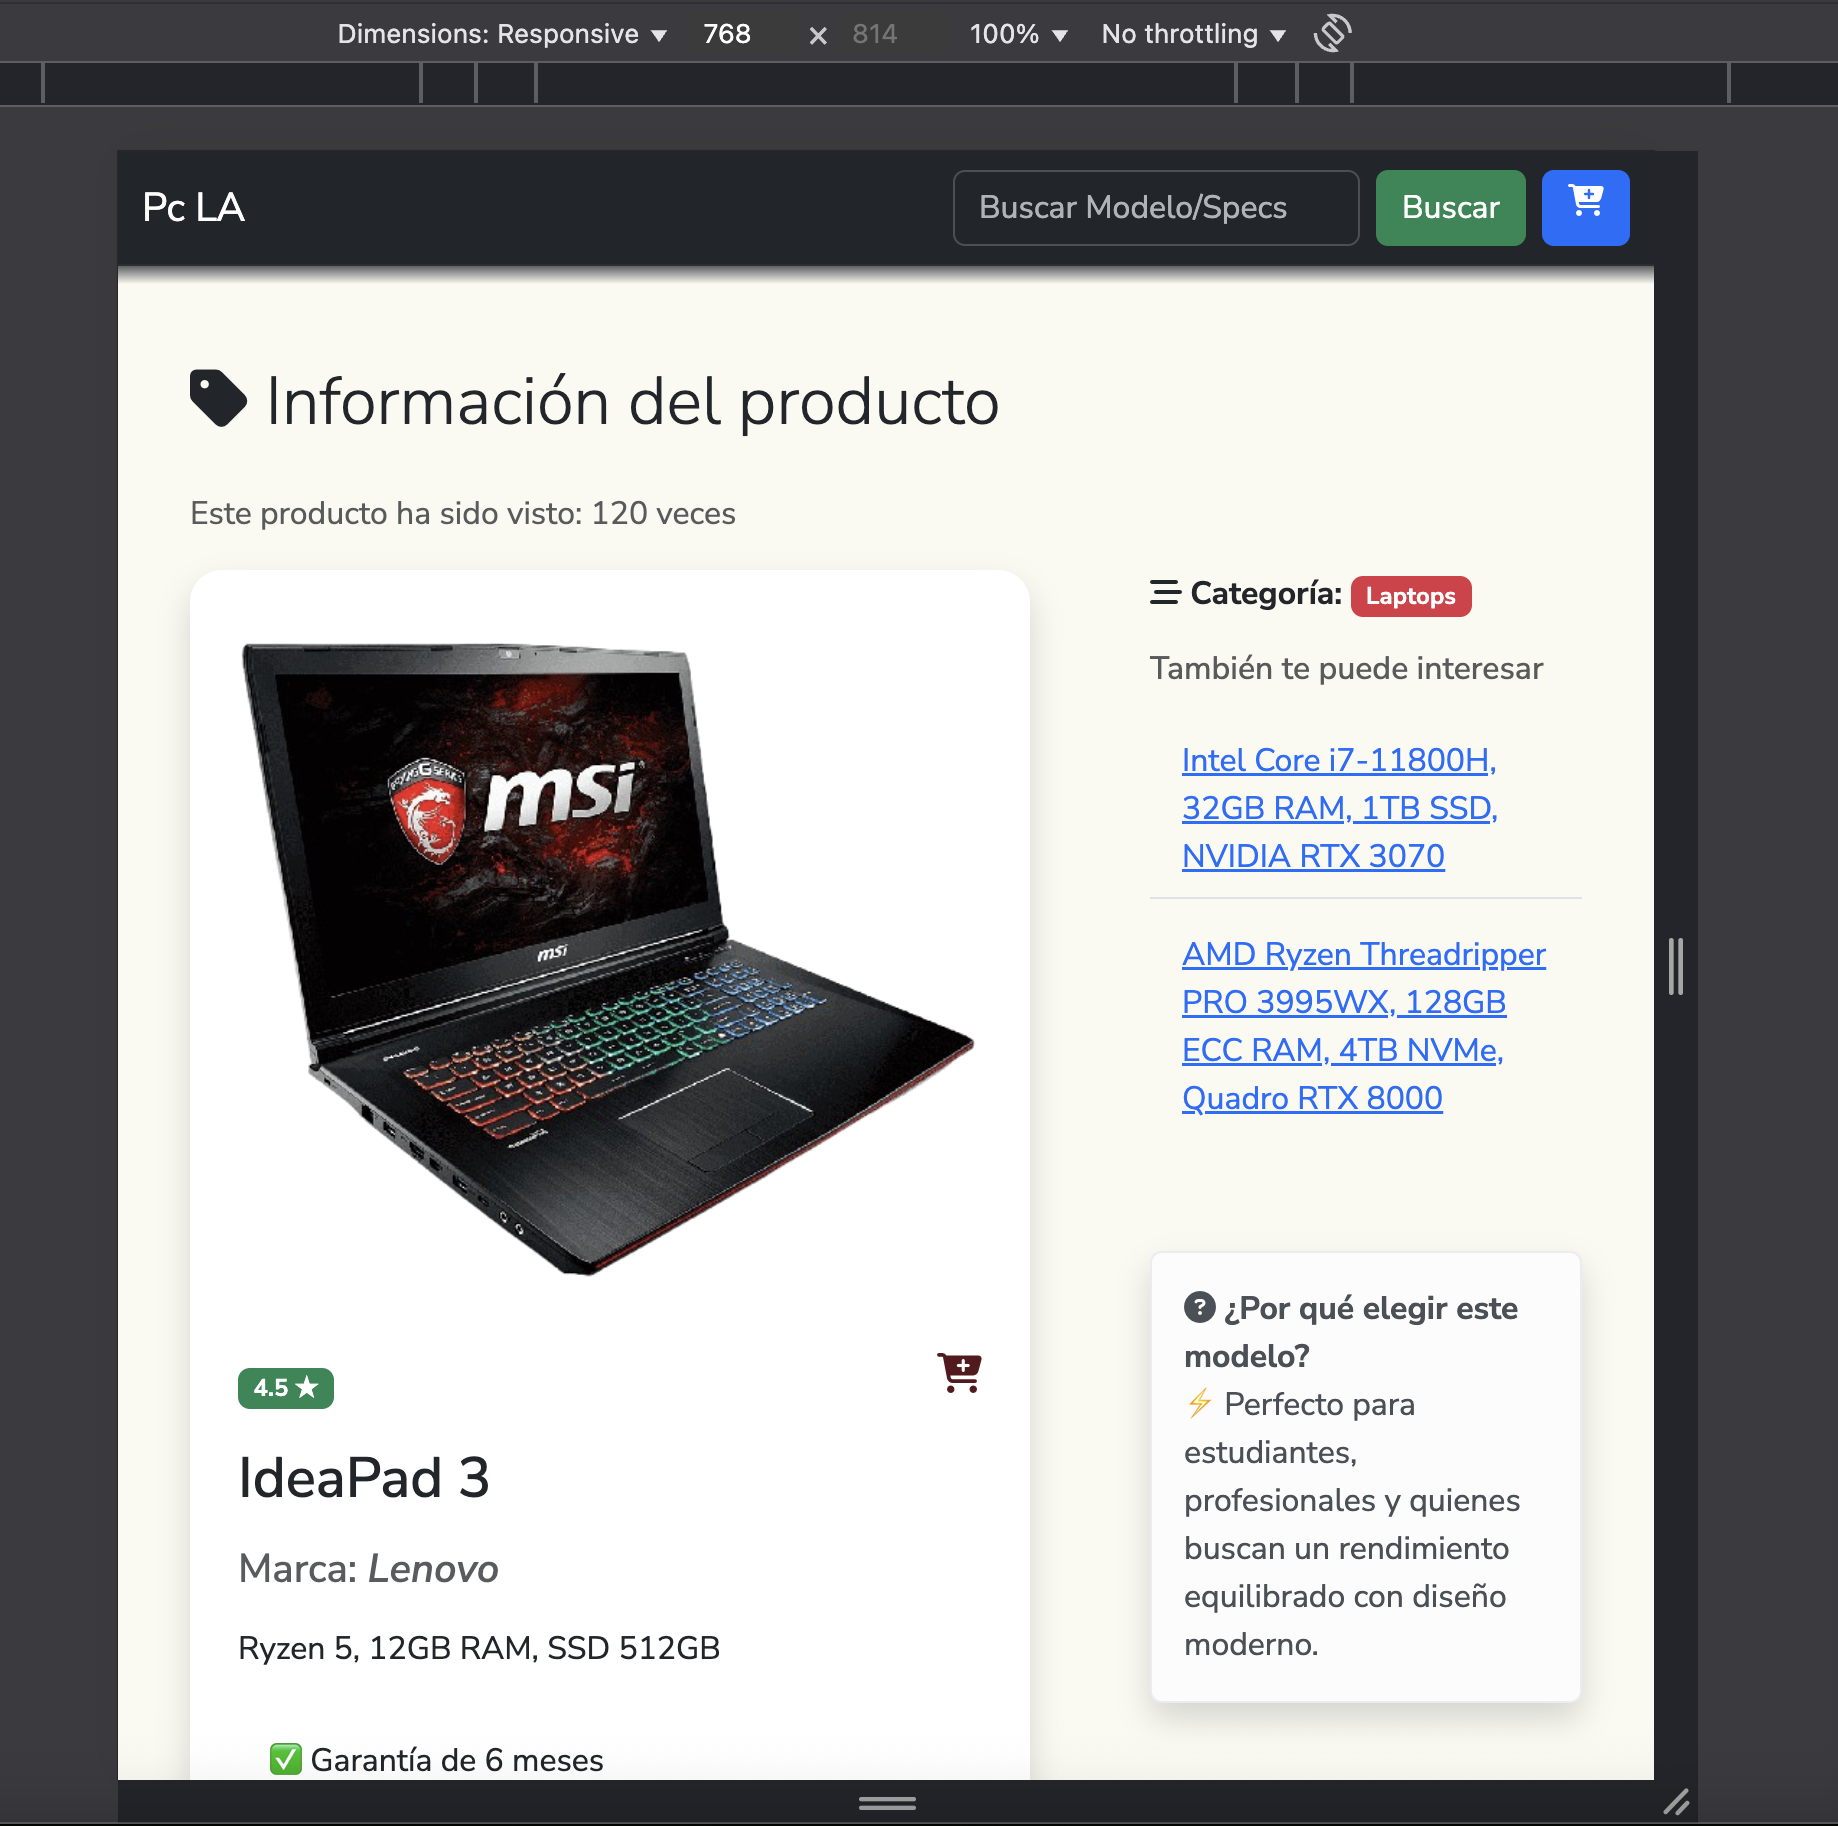 Dimensions: Responsive ▼ 768 × 814 100% ▼ No throttling ▼
Pc LA
Buscar Modelo/Specs
Buscar
Información del producto
Este producto ha sido visto: 120 veces
msi
msi
4.5 ★
IdeaPad 3
Marca: Lenovo
Ryzen 5, 12GB RAM, SSD 512GB
✅ Garantía de 6 meses
Categoría: Laptops
También te puede interesar
Intel Core i7-11800H,
32GB RAM, 1TB SSD,
NVIDIA RTX 3070
AMD Ryzen Threadripper
PRO 3995WX, 128GB
ECC RAM, 4TB NVMe,
Quadro RTX 8000
¿Por qué elegir este
modelo?
⚡ Perfecto para
estudiantes,
profesionales y quienes
buscan un rendimiento
equilibrado con diseño
moderno.